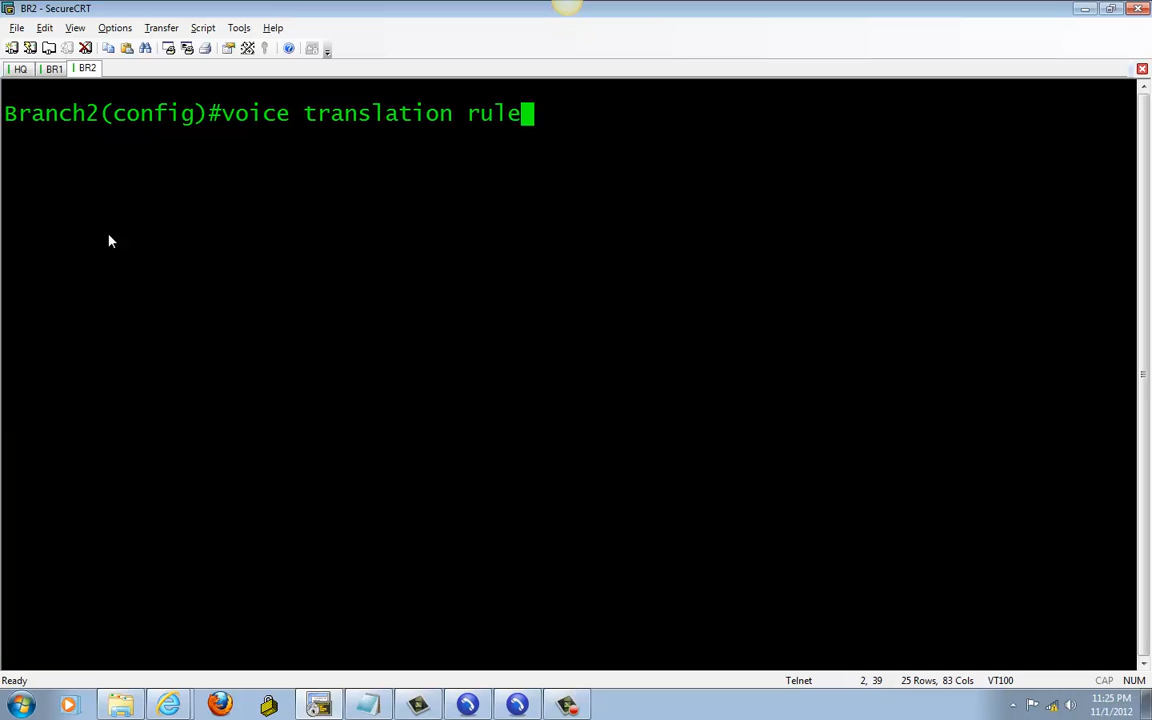 BR2 - SecureCRT
File Edit View Options Transfer Script Tools Help
HQ BR1 BR2
Branch2(config)#voice translation rule
Ready Telnet 2, 39 25 Rows, 83 Cols VT100 CAP NUM
11:25 PM
11/1/2012